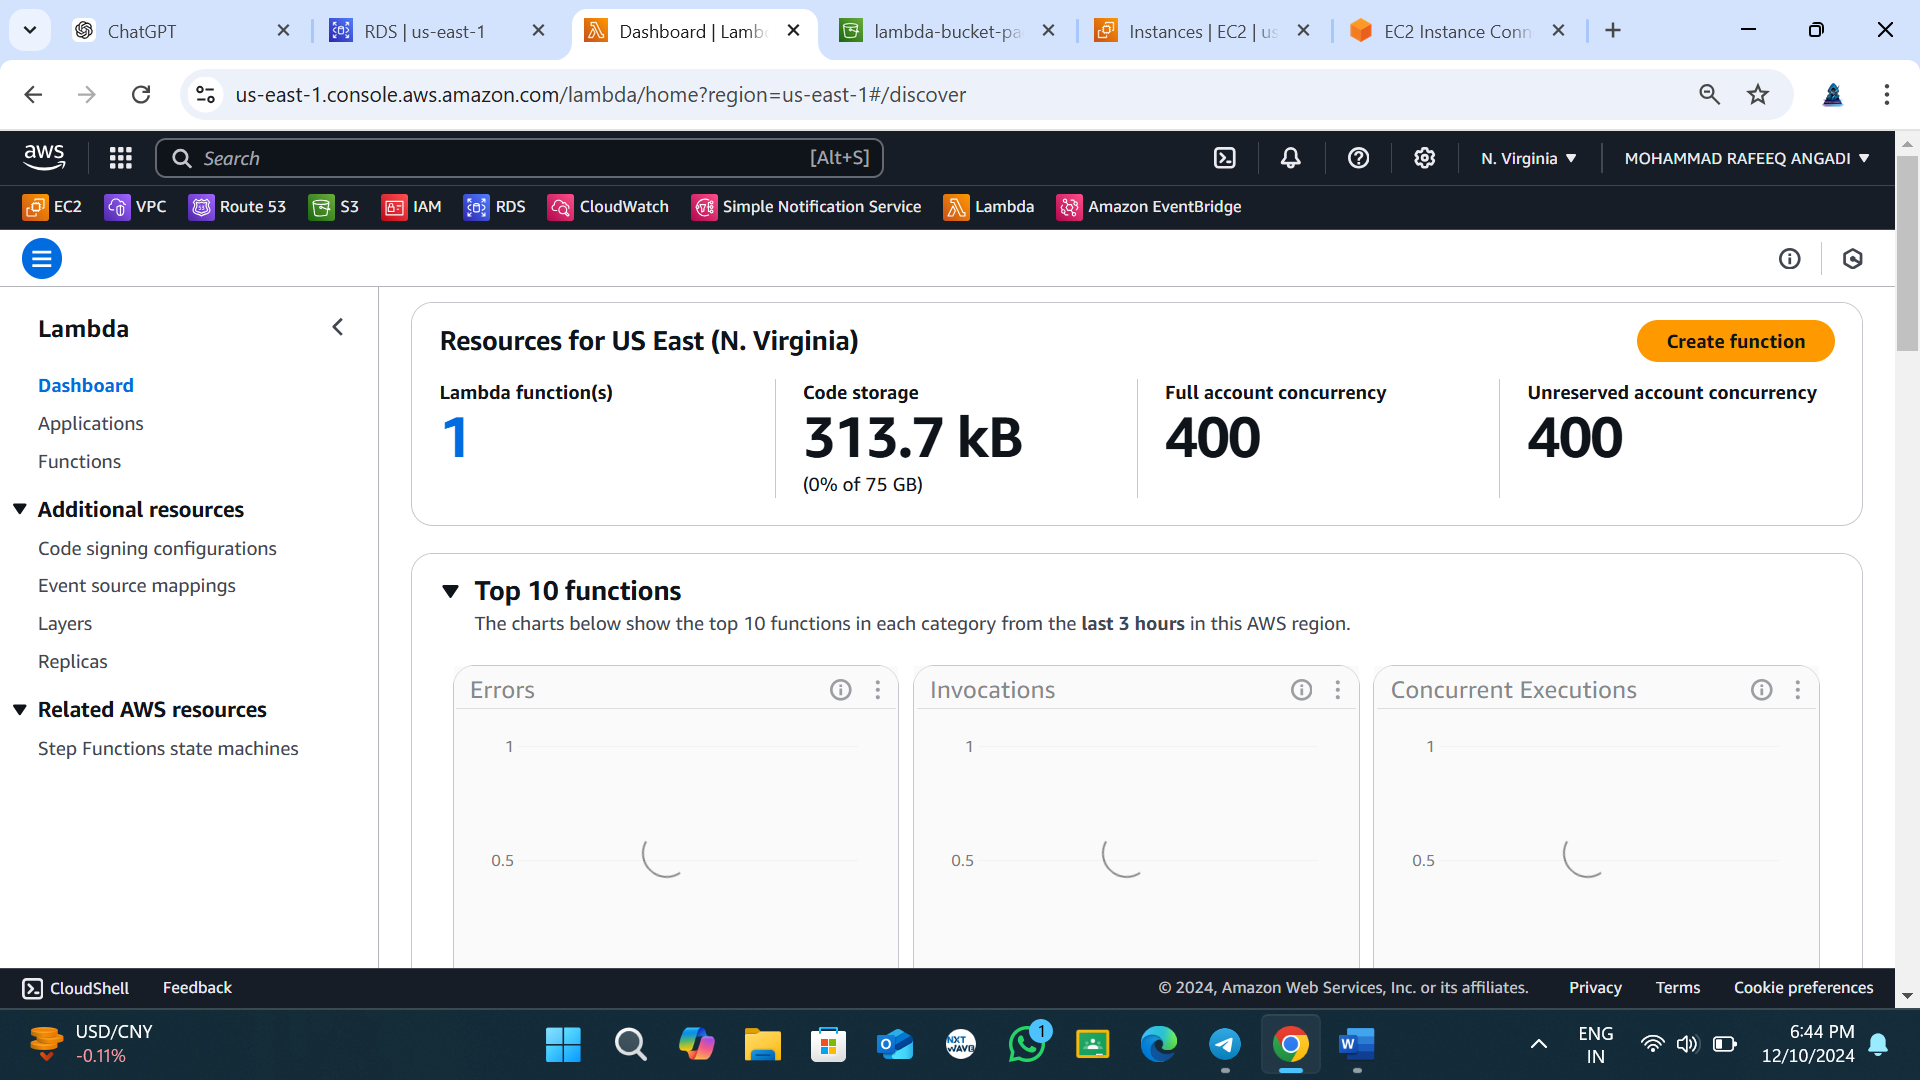 ChatGPT
RDS | us-east-1
Dashboard | Lamb
lambda-bucket-pa
Instances | EC2 | us
EC2 Instance Conn
us-east-1.console.aws.amazon.com/lambda/home?region=us-east-1#/discover
aws
Search
[Alt+S]
N. Virginia
MOHAMMAD RAFEEQ ANGADI
EC2
VPC
Route 53
S3
IAM
RDS
CloudWatch
Simple Notification Service
Lambda
Amazon EventBridge
Lambda
Dashboard
Applications
Functions
Additional resources
Code signing configurations
Event source mappings
Layers
Replicas
Related AWS resources
Step Functions state machines
Resources for US East (N. Virginia)
Create function
Lambda function(s)
1
Code storage
313.7 kB
(0% of 75 GB)
Full account concurrency
400
Unreserved account concurrency
400
Top 10 functions
The charts below show the top 10 functions in each category from the last 3 hours in this AWS region.
Errors
1
0.5
Invocations
1
0.5
Concurrent Executions
1
0.5
CloudShell
Feedback
© 2024, Amazon Web Services, Inc. or its affiliates.
Privacy
Terms
Cookie preferences
USD/CNY
-0.11%
NXT
WAVE
1
ENG
IN
6:44 PM
12/10/2024